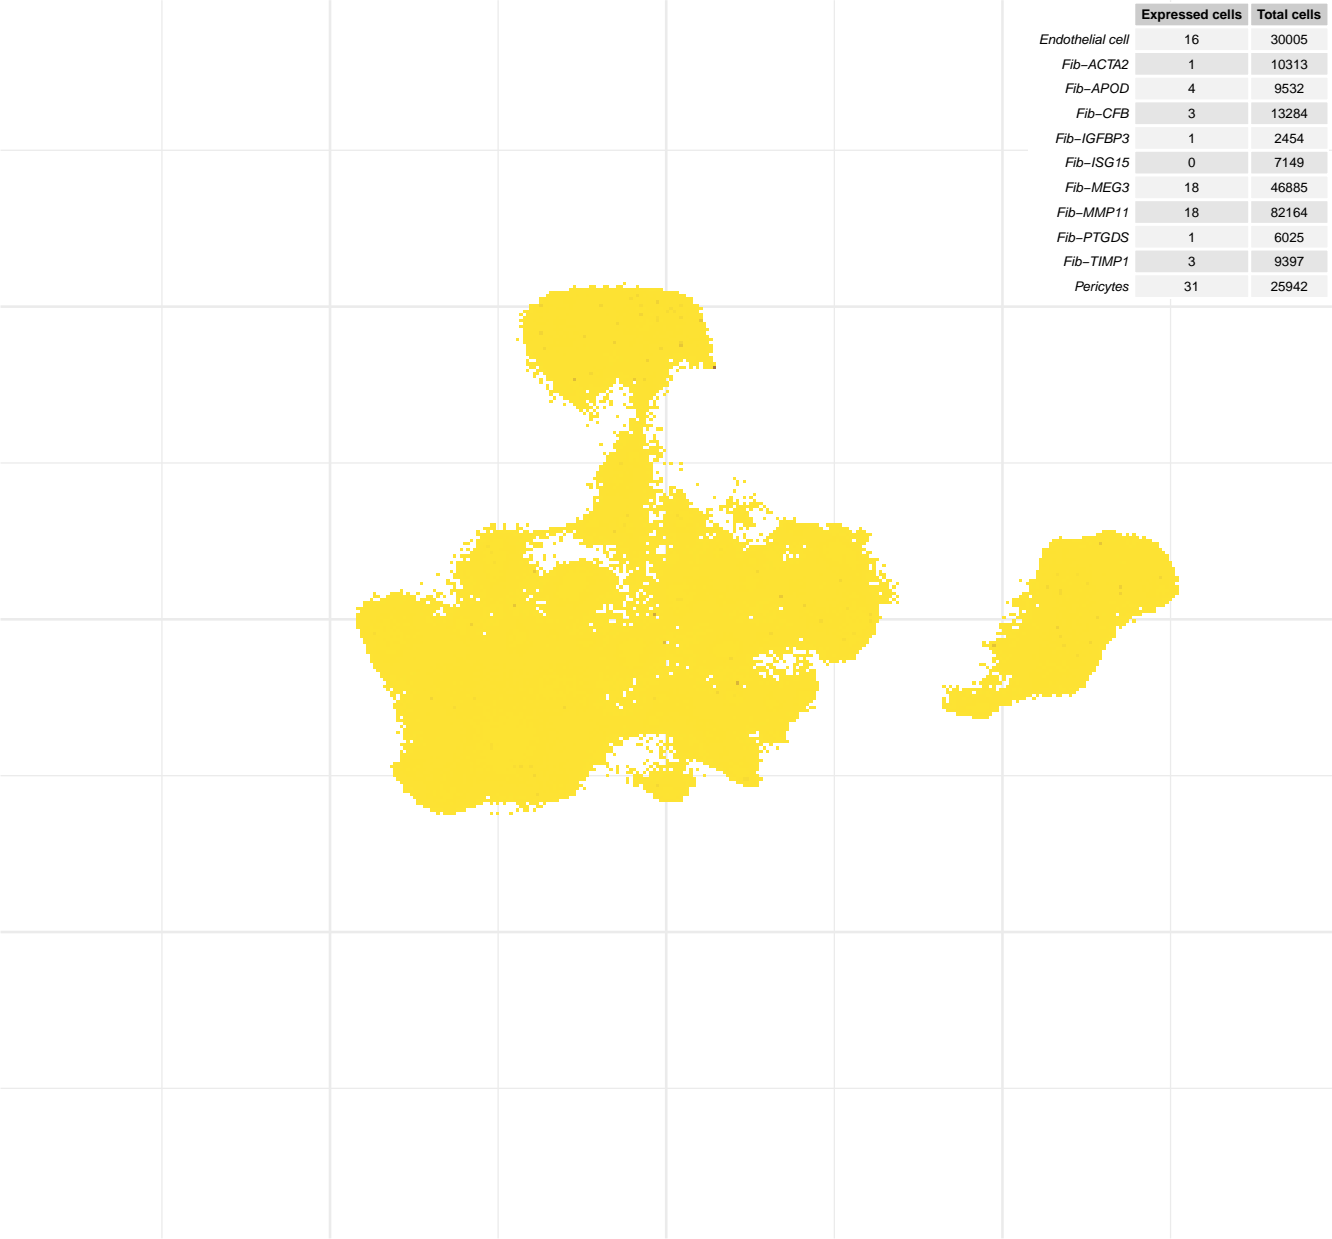 Expressed cells Total cells
Endothelial cell 16 30005
Fib−ACTA2 1 10313
Fib−APOD 4 9532
Fib−CFB 3 13284
Fib−IGFBP3 1 2454
Fib−ISG15 0 7149
Fib−MEG3 18 46885
Fib−MMP11 18 82164
Fib−PTGDS 1 6025
Fib−TIMP1 3 9397
Pericytes 31 25942